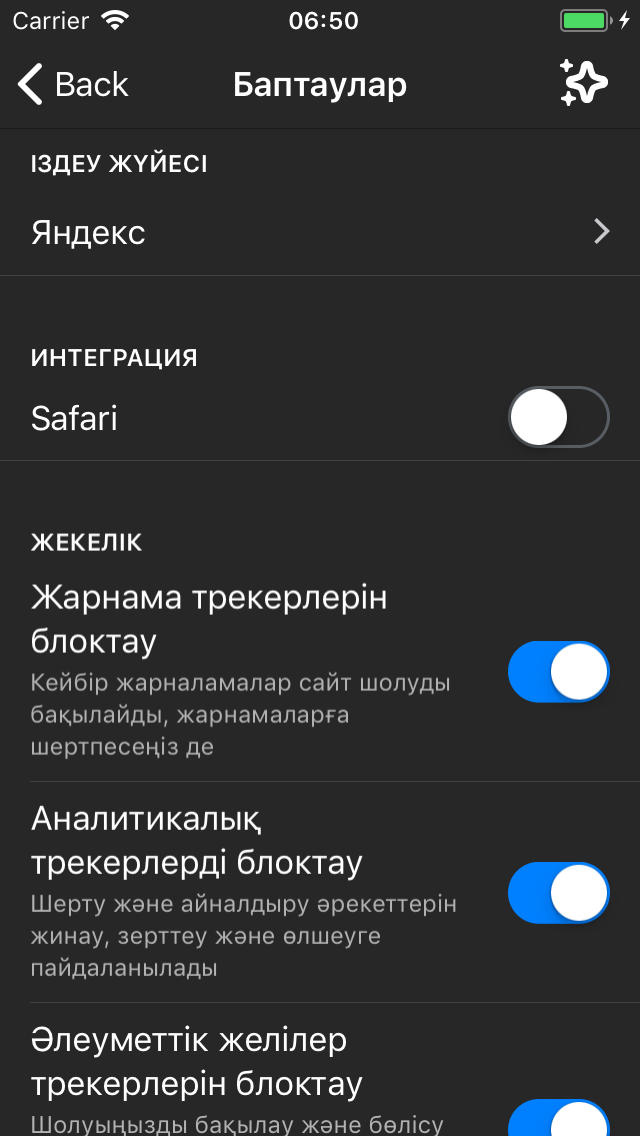 Carrier 06:50
Back Баптаулар
ІЗДЕУ ЖҮЙЕСІ
Яндекс
ИНТЕГРАЦИЯ
Safari
ЖЕКЕЛІК
Жарнама трекерлерін
блоктау
Кейбір жарналамалар сайт шолуды
бақылайды, жарнамаларға
шертпесеңіз де
Аналитикалық
трекерлерді блоктау
Шерту және айналдыру әрекеттерін
жинау, зерттеу және өлшеуге
пайдаланылады
Әлеуметтік желілер
трекерлерін блоктау
Шолуыңызды бақылау және бөлісу